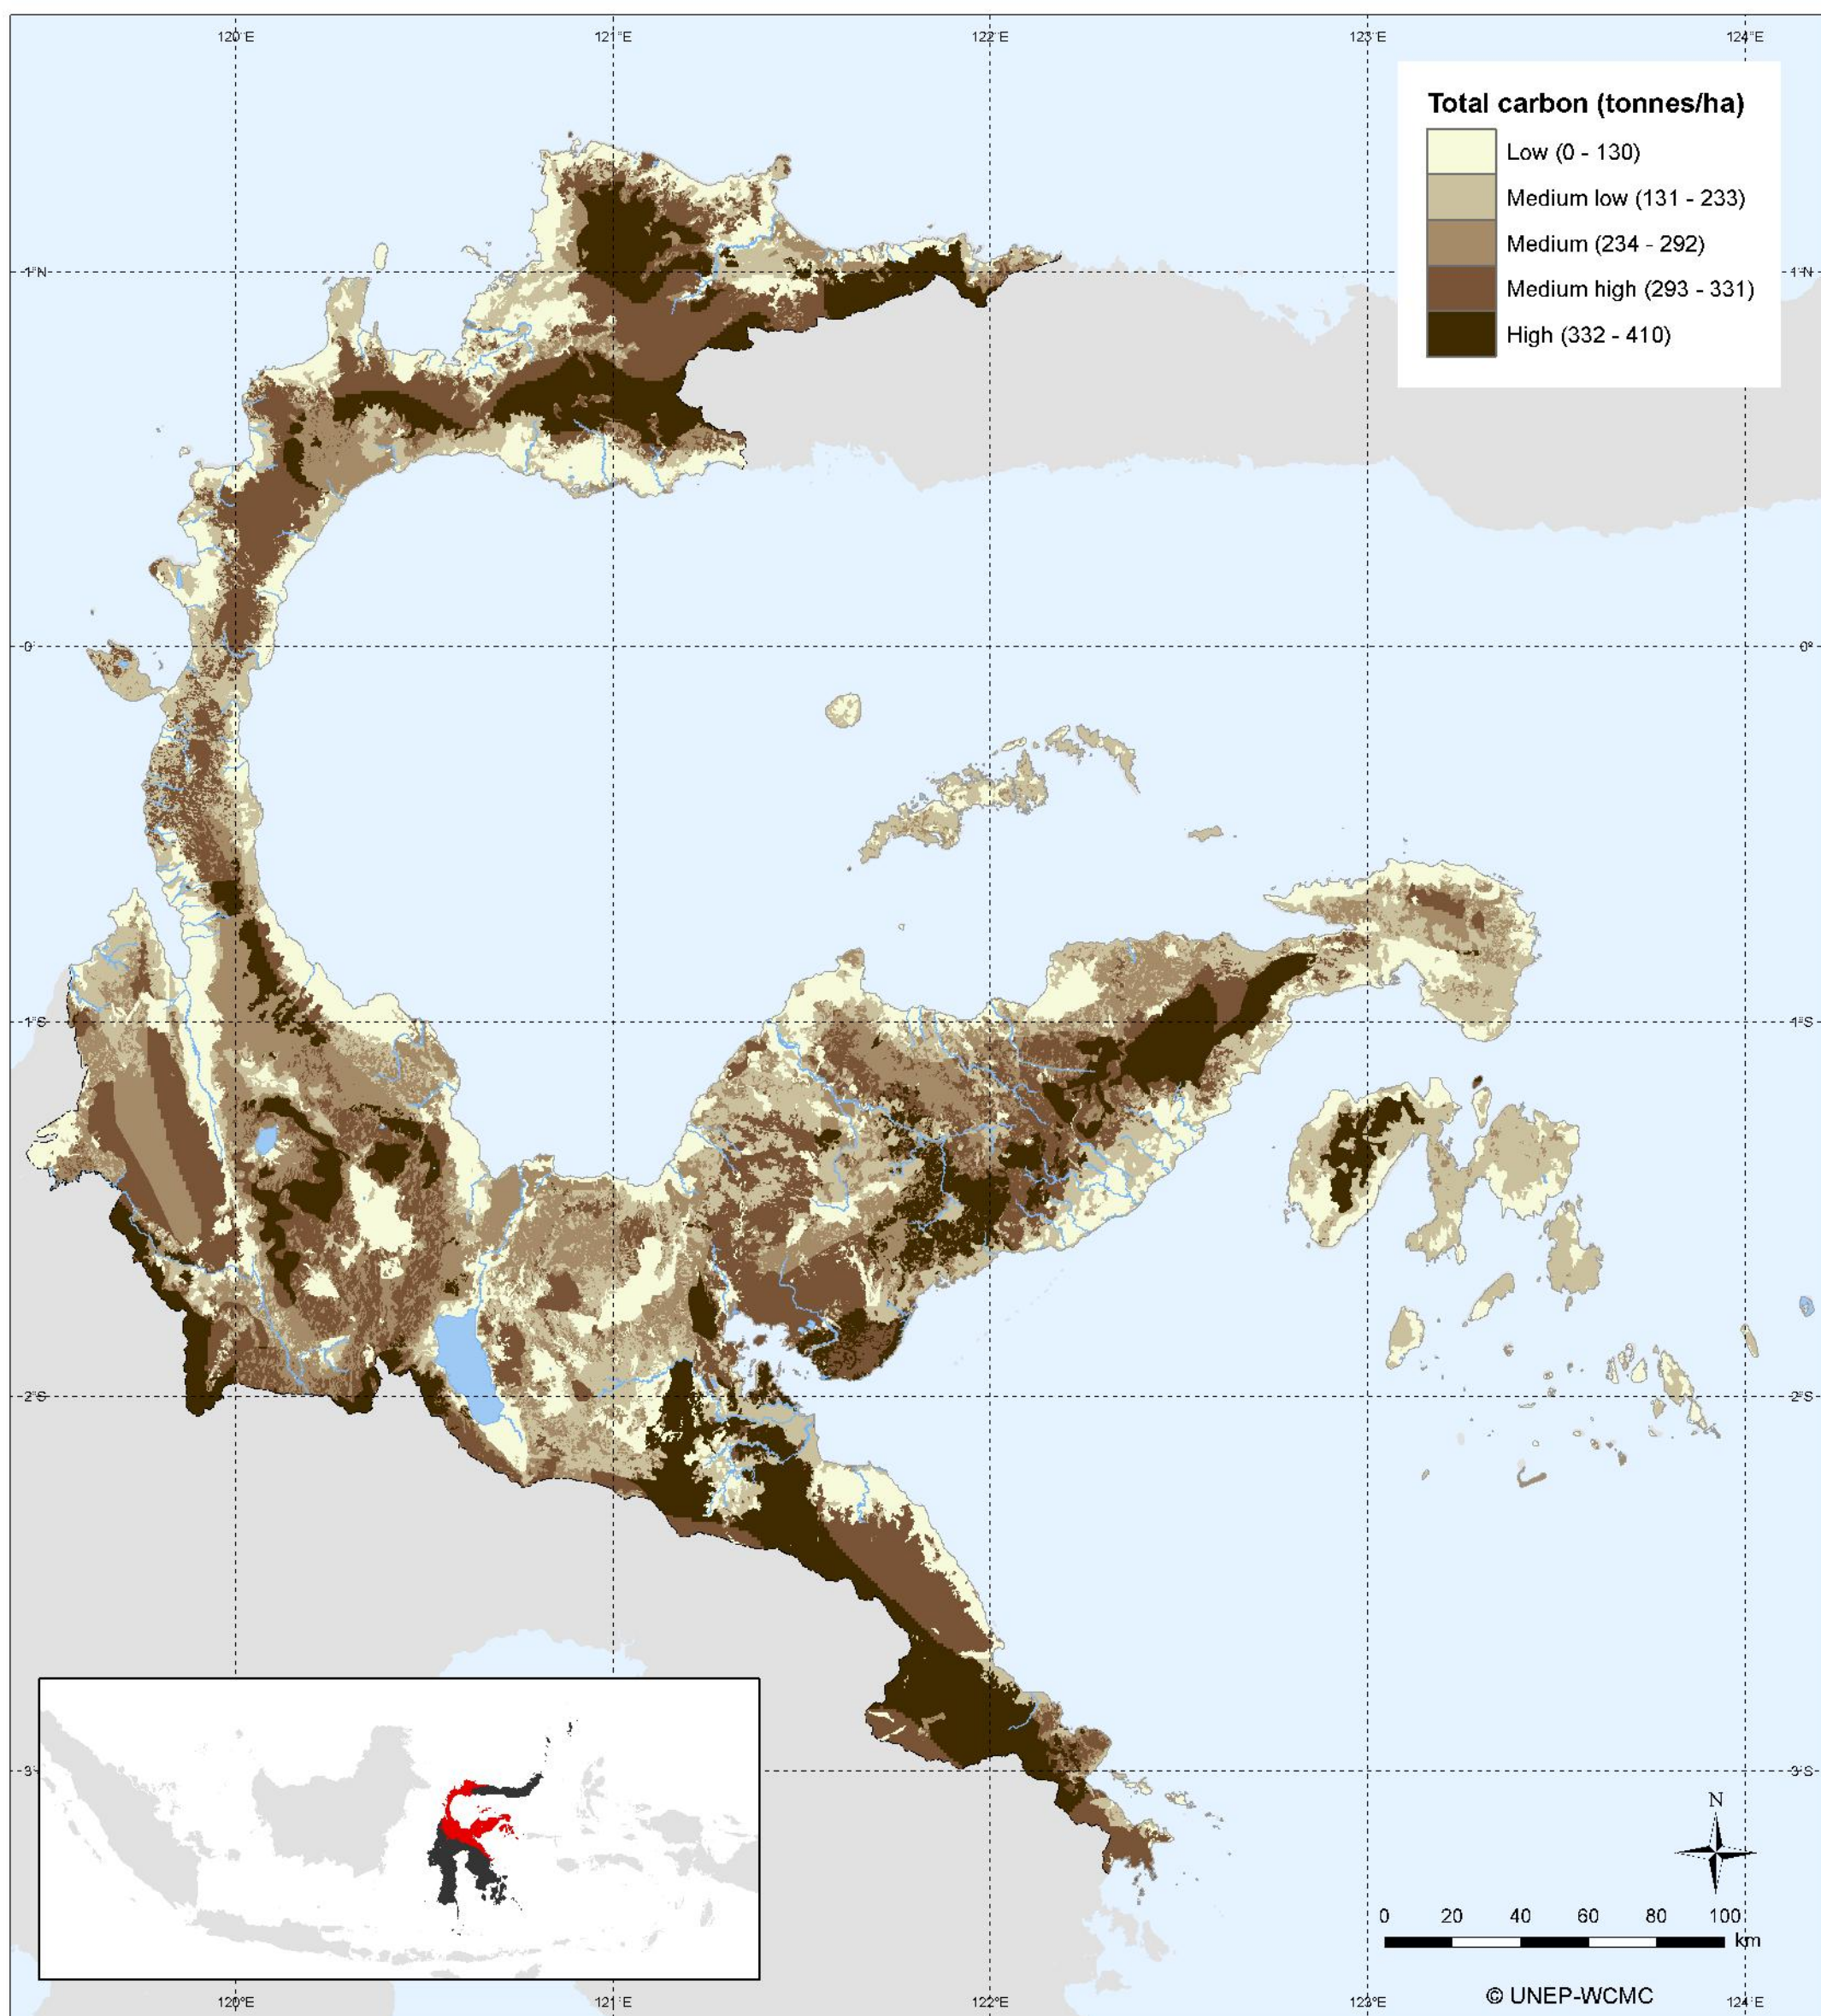 120°E 121°E 122°E 123°E 124°E
Total carbon (tonnes/ha)
Low (0 - 130)
Medium low (131 - 233)
Medium (234 - 292)
Medium high (293 - 331)
High (332 - 410)
1°N 1°N
0° 0°
1°S 1°S
2°S 2°S
3° 3°S
N
0 20 40 60 80 100
km
© UNEP-WCMC
120°E 121°E 122°E 123°E 124°E